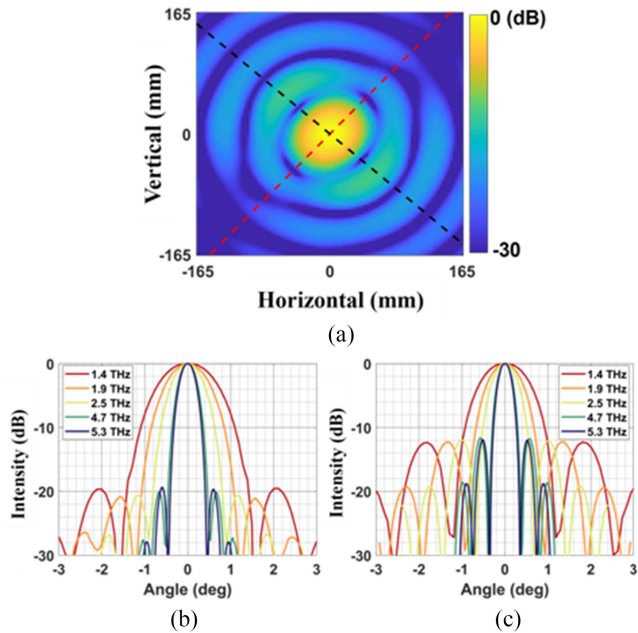 165
0 (dB)
Vertical (mm)
0
-165
-30
-165
0
165
Horizontal (mm)
(a)
0
1.4 THz
1.9 THz
2.5 THz
4.7 THz
5.3 THz
-10
Intensity (dB)
-20
-30
-3 -2 -1 0 1 2 3
Angle (deg)
(b)
0
1.4 THz
1.9 THz
2.5 THz
4.7 THz
5.3 THz
-10
Intensity (dB)
-20
-30
-3 -2 -1 0 1 2 3
Angle (deg)
(c)